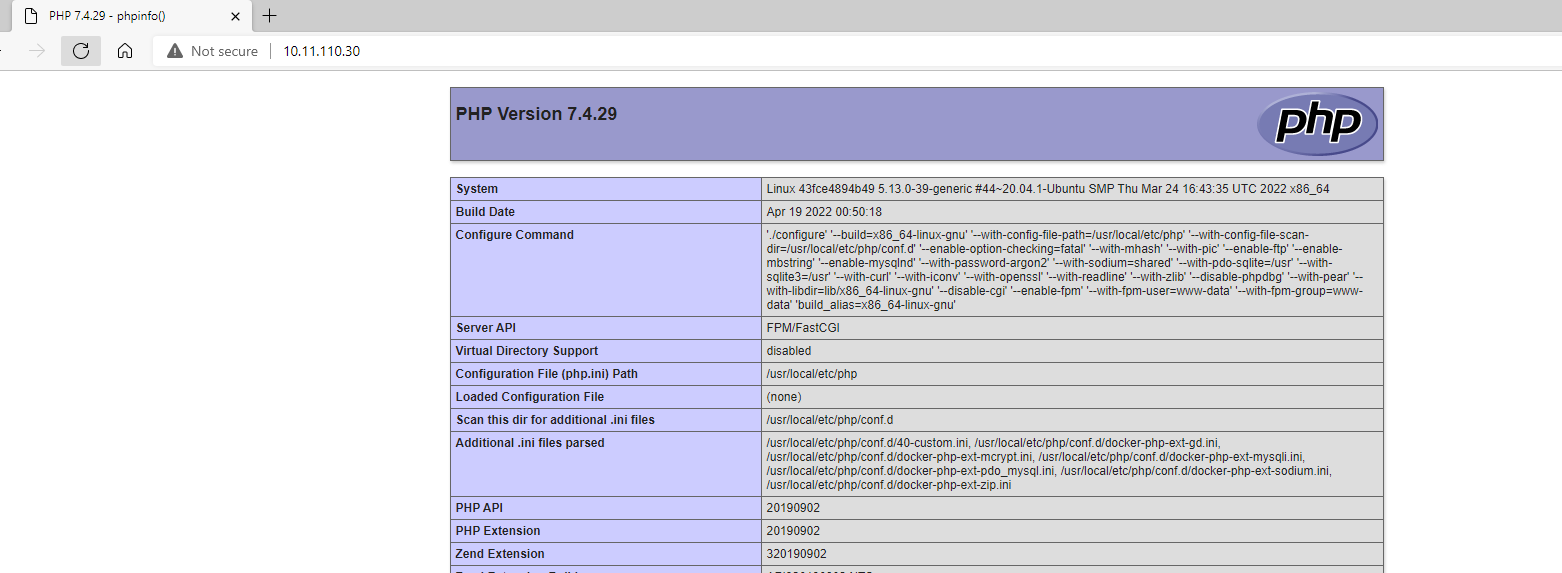 PHP 7.4.29 - phpinfo()
Not secure
10.11.110.30
PHP Version 7.4.29
php
System
Linux 43fce4894b49 5.13.0-39-generic #44~20.04.1-Ubuntu SMP Thu Mar 24 16:43:35 UTC 2022 x86_64
Build Date
Apr 19 2022 00:50:18
Configure Command
'./configure' '--build=x86_64-linux-gnu' '--with-config-file-path=/usr/local/etc/php' '--with-config-file-scan-
dir=/usr/local/etc/php/conf.d' '--enable-option-checking=fatal' '--with-mhash' '--with-pic' '--enable-ftp' '--enable-
mbstring' '--enable-mysqlnd' '--with-password-argon2' '--with-sodium=shared' '--with-pdo-sqlite=/usr' '--with-
sqlite3=/usr' '--with-curl' '--with-iconv' '--with-openssl' '--with-readline' '--with-zlib' '--disable-phpdbg' '--with-pear' '--
with-libdir=lib/x86_64-linux-gnu' '--disable-cgi' '--enable-fpm' '--with-fpm-user=www-data' '--with-fpm-group=www-
data' 'build_alias=x86_64-linux-gnu'
Server API
FPM/FastCGI
Virtual Directory Support
disabled
Configuration File (php.ini) Path
/usr/local/etc/php
Loaded Configuration File
(none)
Scan this dir for additional .ini files
/usr/local/etc/php/conf.d
Additional .ini files parsed
/usr/local/etc/php/conf.d/40-custom.ini, /usr/local/etc/php/conf.d/docker-php-ext-gd.ini,
/usr/local/etc/php/conf.d/docker-php-ext-mcrypt.ini, /usr/local/etc/php/conf.d/docker-php-ext-mysqli.ini,
/usr/local/etc/php/conf.d/docker-php-ext-pdo_mysql.ini, /usr/local/etc/php/conf.d/docker-php-ext-sodium.ini,
/usr/local/etc/php/conf.d/docker-php-ext-zip.ini
PHP API
20190902
PHP Extension
20190902
Zend Extension
320190902